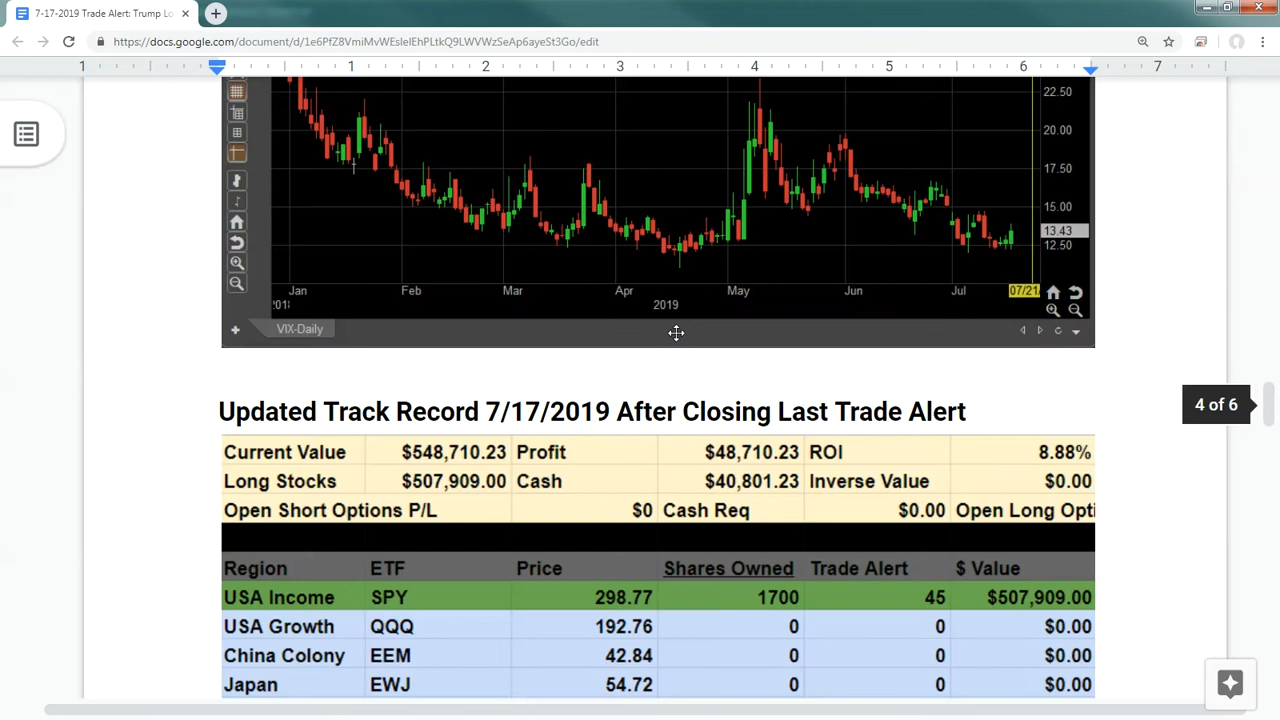 7-17-2019 Trade Alert: Trump Lo
https://docs.google.com/document/d/1e6PfZ8VmiMvWEsleIEhPLtkQ9LWVWzSeAp6ayeSt3Go/edit
1 1 2 3 4 5 6 7
22.50
20.00
17.50
15.00
13.43
12.50
Jan Feb Mar Apr May Jun Jul 07/21/
2019
VIX-Daily
4 of 6
Updated Track Record 7/17/2019 After Closing Last Trade Alert
Current Value $548,710.23 Profit $48,710.23 ROI 8.88%
Long Stocks $507,909.00 Cash $40,801.23 Inverse Value $0.00
Open Short Options P/L $0 Cash Req $0.00 Open Long Opti
Region ETF Price Shares Owned Trade Alert $ Value
USA Income SPY 298.77 1700 45 $507,909.00
USA Growth QQQ 192.76 0 0 $0.00
China Colony EEM 42.84 0 0 $0.00
Japan EWJ 54.72 0 0 $0.00